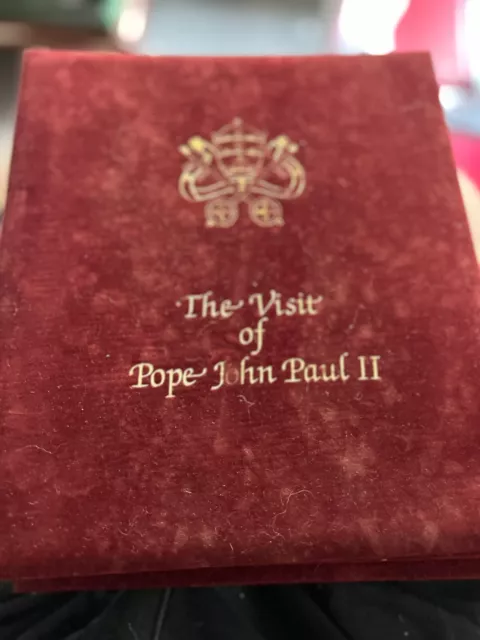 The Visit
of
Pope John Paul II